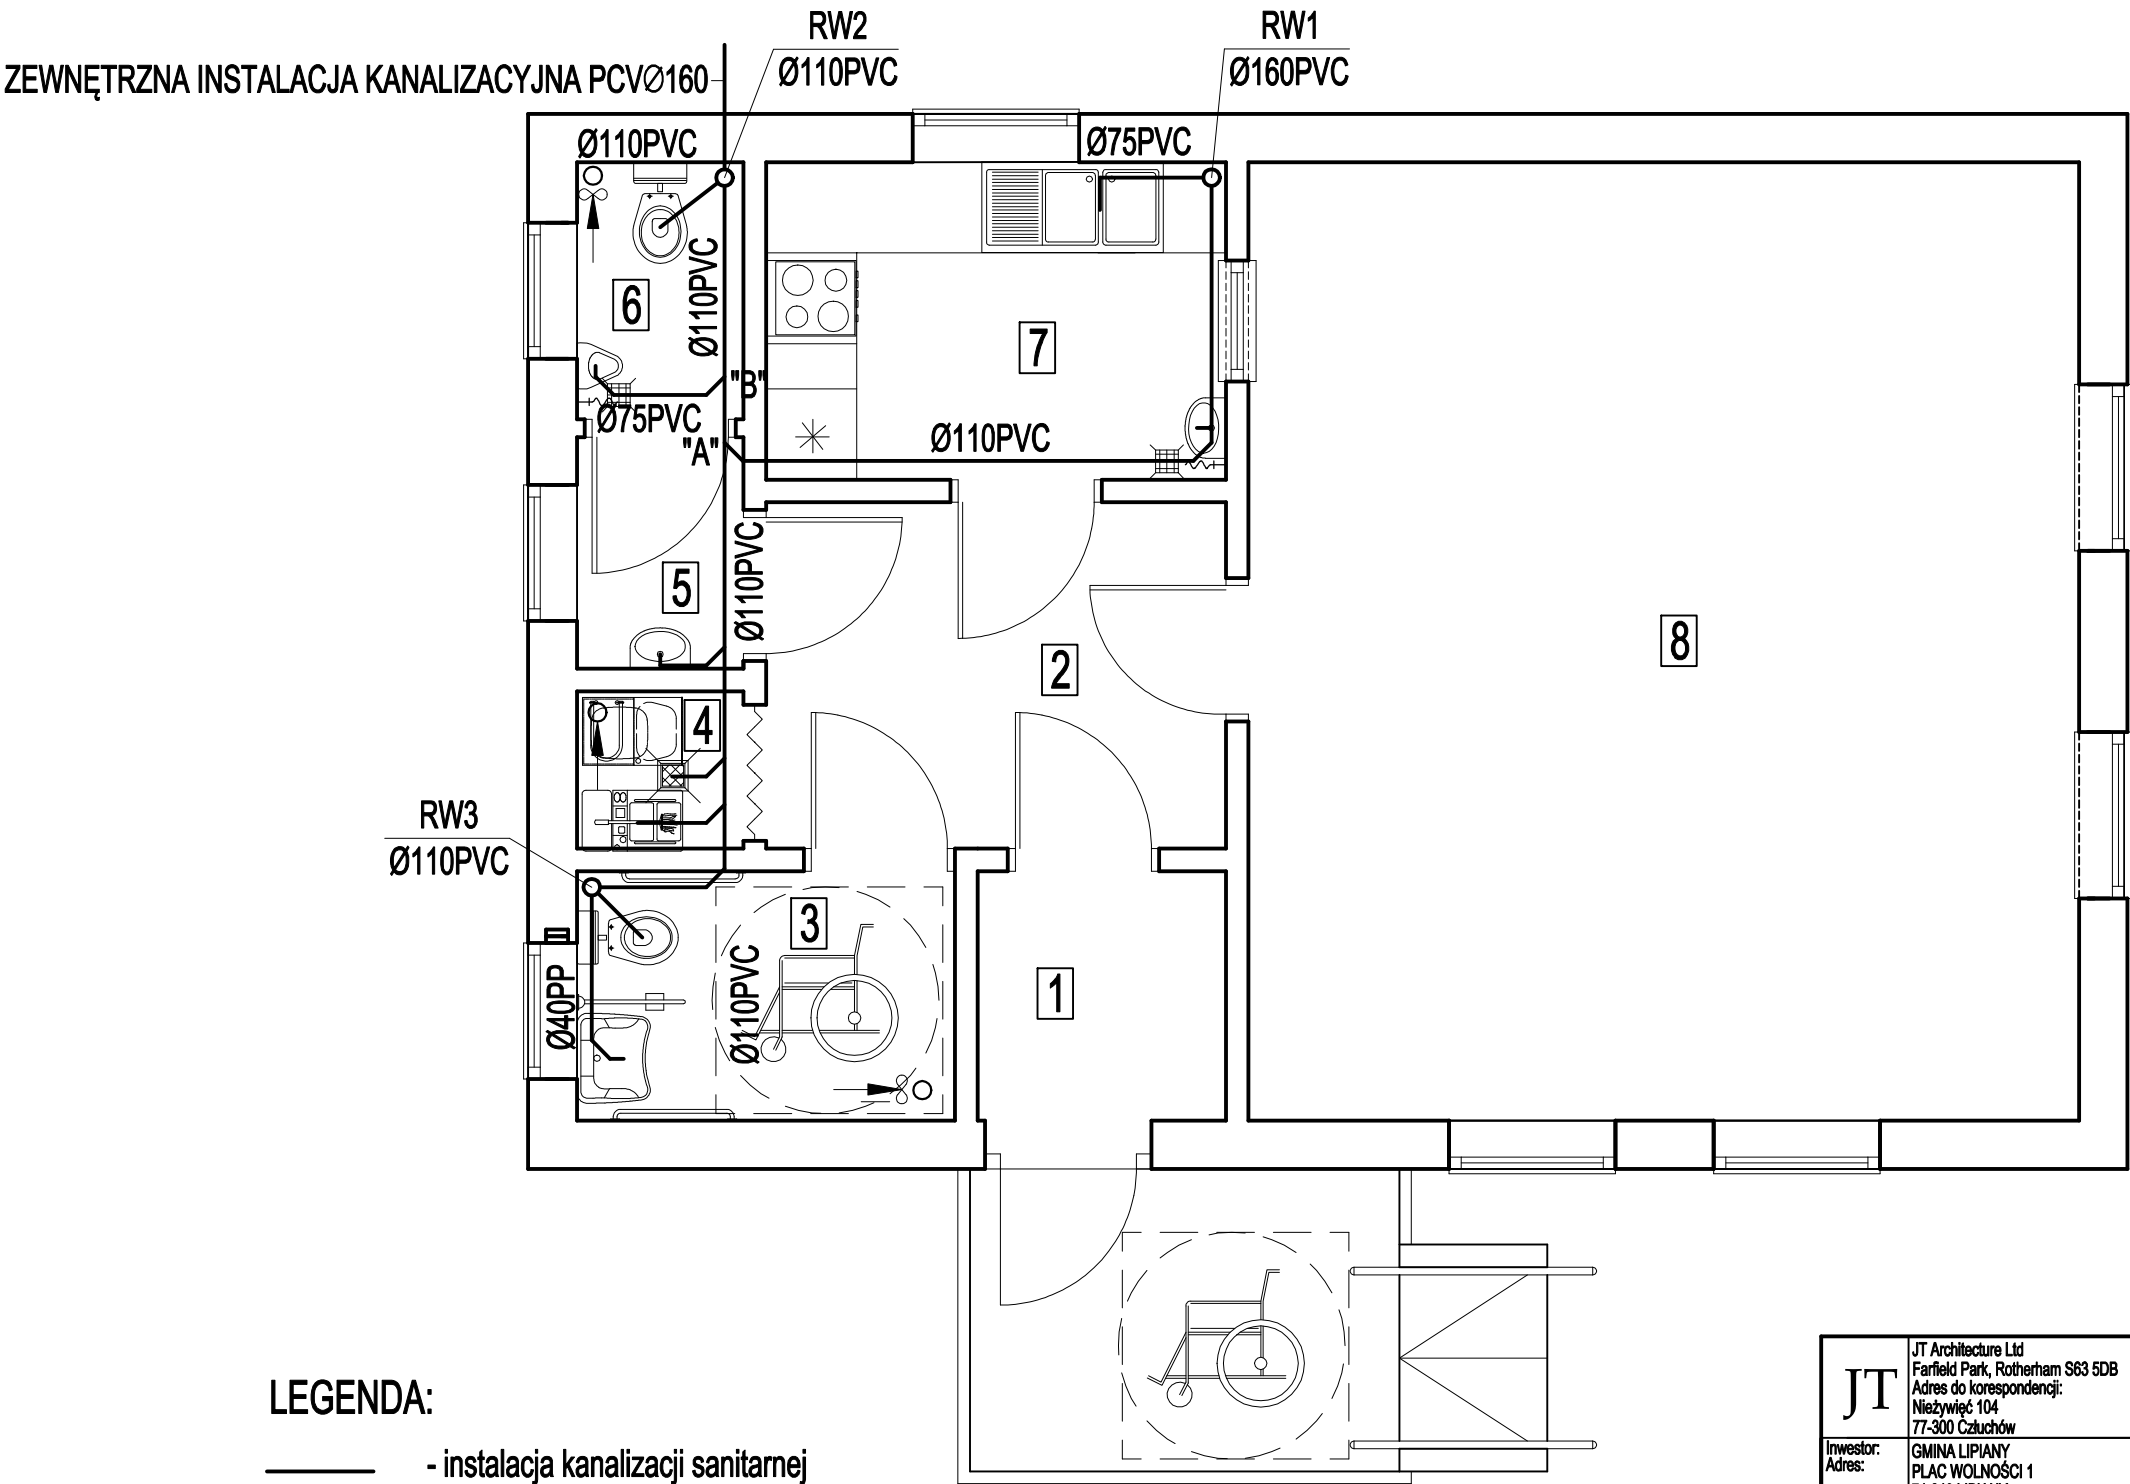 RW2
RW1
ZEWNĘTRZNA INSTALACJA KANALIZACYJNA PCVØ160
Ø110PVC
Ø160PVC
Ø110PVC
Ø75PVC
Ø110PVC
6
7
"B"
Ø75PVC
"A"
Ø110PVC
Ø110PVC
5
8
2
4
RW3
Ø110PVC
3
Ø110PVC
Ø40PP
1
LEGENDA:
- instalacja kanalizacji sanitarnej
JT
JT Architecture Ltd
Farfield Park, Rotherham S63 5DB
Adres do korespondencji:
Nieżywięć 104
77-300 Człuchów
Inwestor: GMINA LIPIANY
Adres: PLAC WOLNOŚCI 1